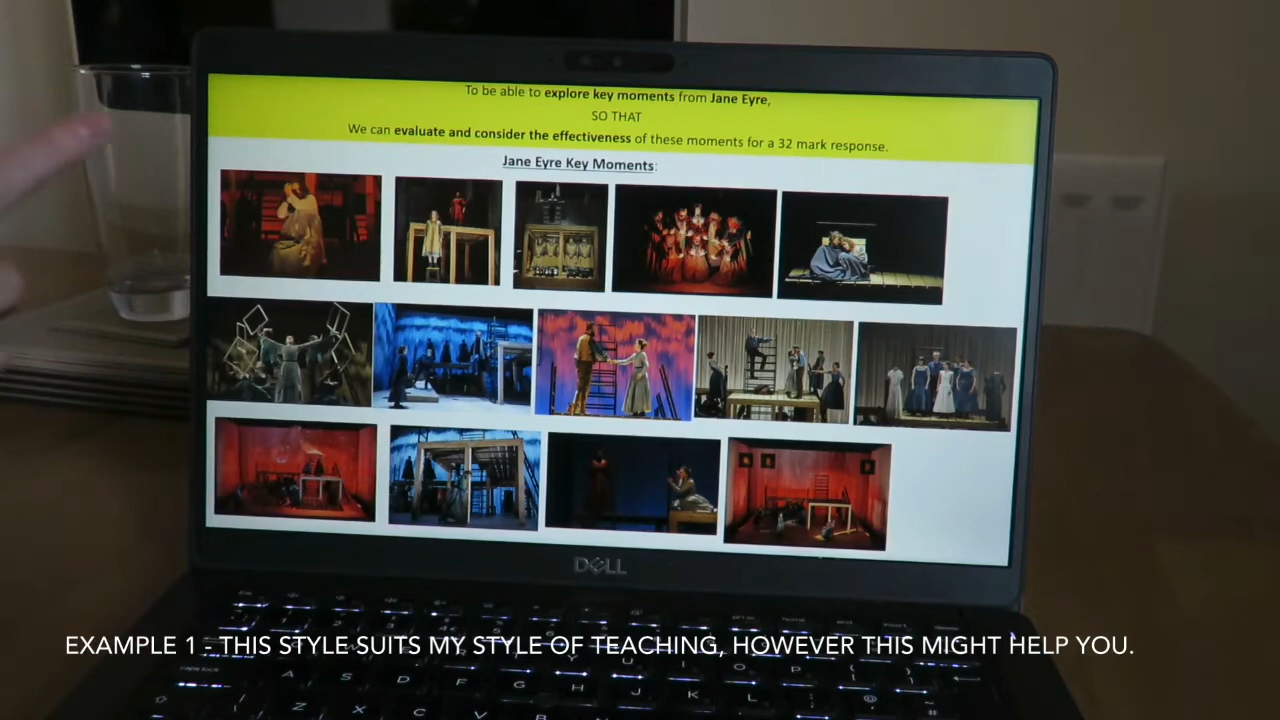 To be able to explore key moments from Jane Eyre,
SO THAT
We can evaluate and consider the effectiveness of these moments for a 32 mark response.
Jane Eyre Key Moments:
DELL
EXAMPLE 1 - THIS STYLE SUITS MY STYLE OF TEACHING, HOWEVER THIS MIGHT HELP YOU.
caps lock
A S D F G H J K L
Z X C V B N M